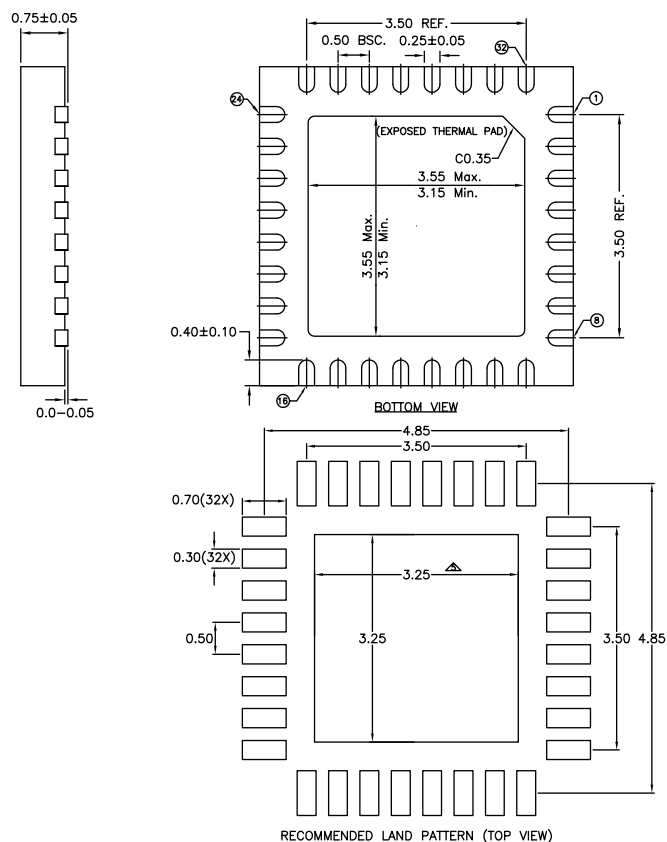 0.75±0.05
3.50 REF.
0.50 BSC.
0.25±0.05
32
24
1
(EXPOSED THERMAL PAD)
C0.35
3.55 Max.
3.15 Min.
3.55 Max.
3.15 Min.
3.50 REF.
0.40±0.10
8
16
0.0-0.05
BOTTOM VIEW
4.85
3.50
0.70(32X)
0.30(32X)
5
3.25
0.50
3.25
3.50
4.85
RECOMMENDED LAND PATTERN (TOP VIEW)